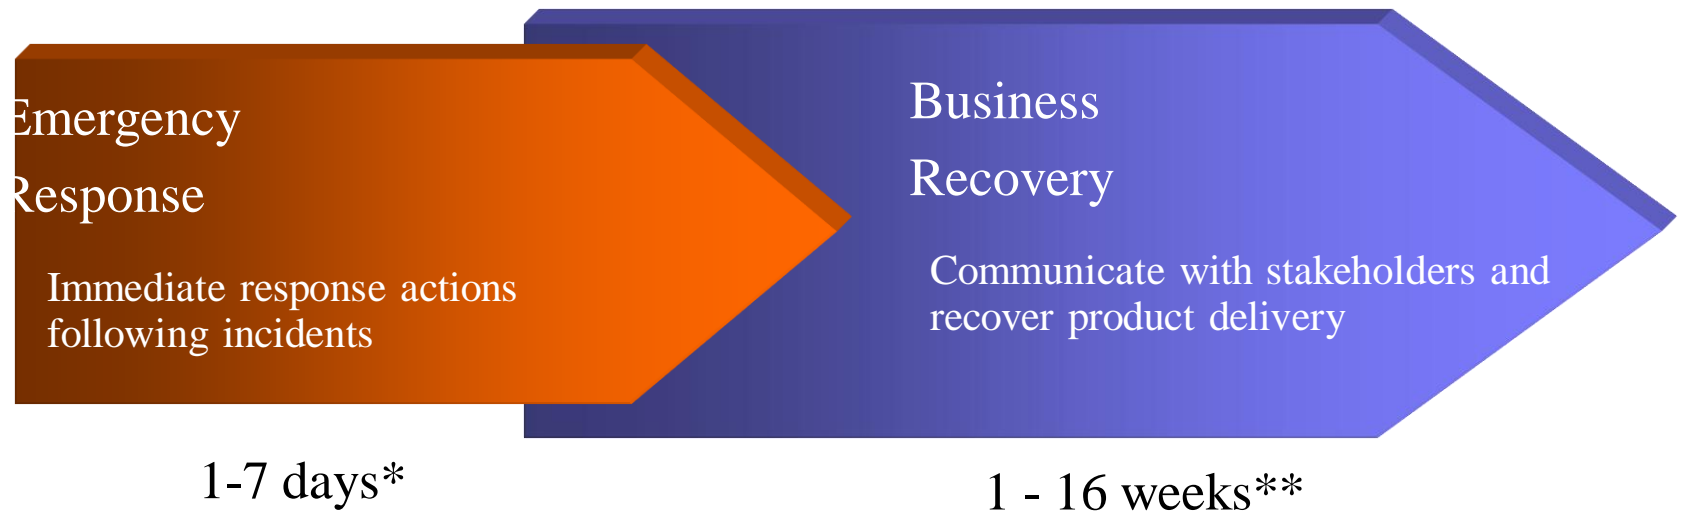 Emergency
Response
Immediate response actions
following incidents
1-7 days*
Business
Recovery
Communicate with stakeholders and
recover product delivery
1 - 16 weeks**